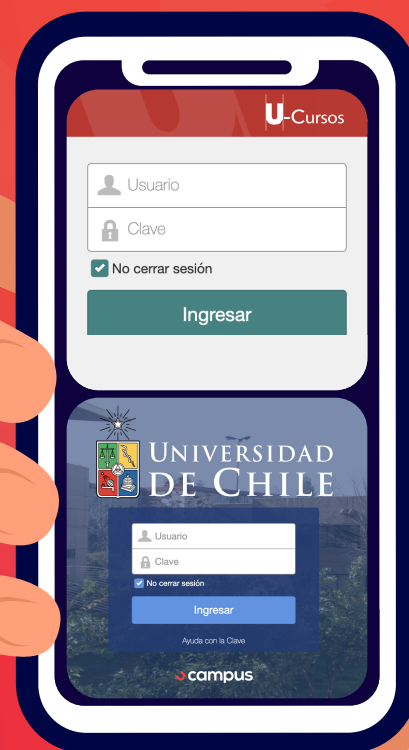 U-Cursos
Usuario
Clave
No cerrar sesión
Ingresar
UNIVERSIDAD
DE CHILE
Usuario
Clave
No cerrar sesión
Ingresar
Ayuda con la Clave
ucampus